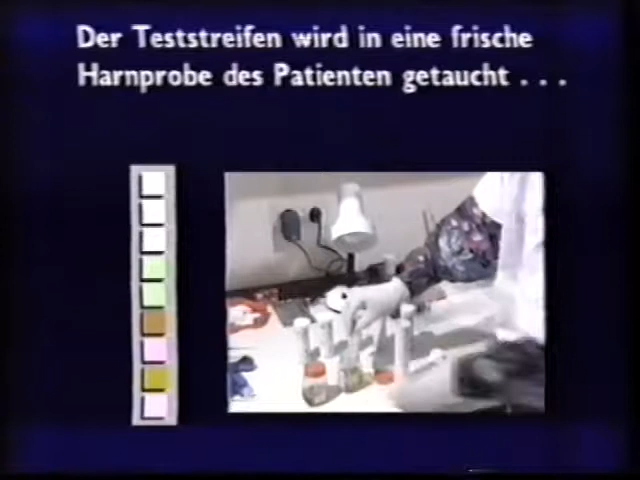 Der Teststreifen wird in eine frische
Harnprobe des Patienten getaucht . . .